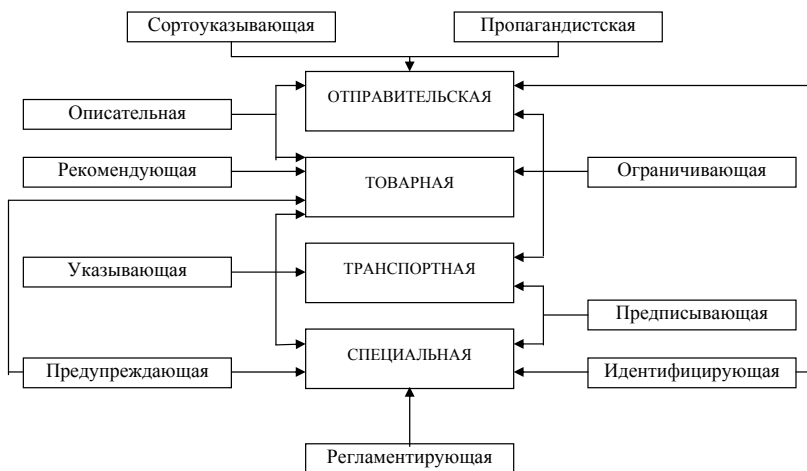 Сортоуказывающая
Пропагандистская
ОТПРАВИТЕЛЬСКАЯ
Описательная
Рекомендующая
ТОВАРНАЯ
Ограничивающая
Указывающая
ТРАНСПОРТНАЯ
Предписывающая
СПЕЦИАЛЬНАЯ
Предупреждающая
Идентифицирующая
Регламентирующая